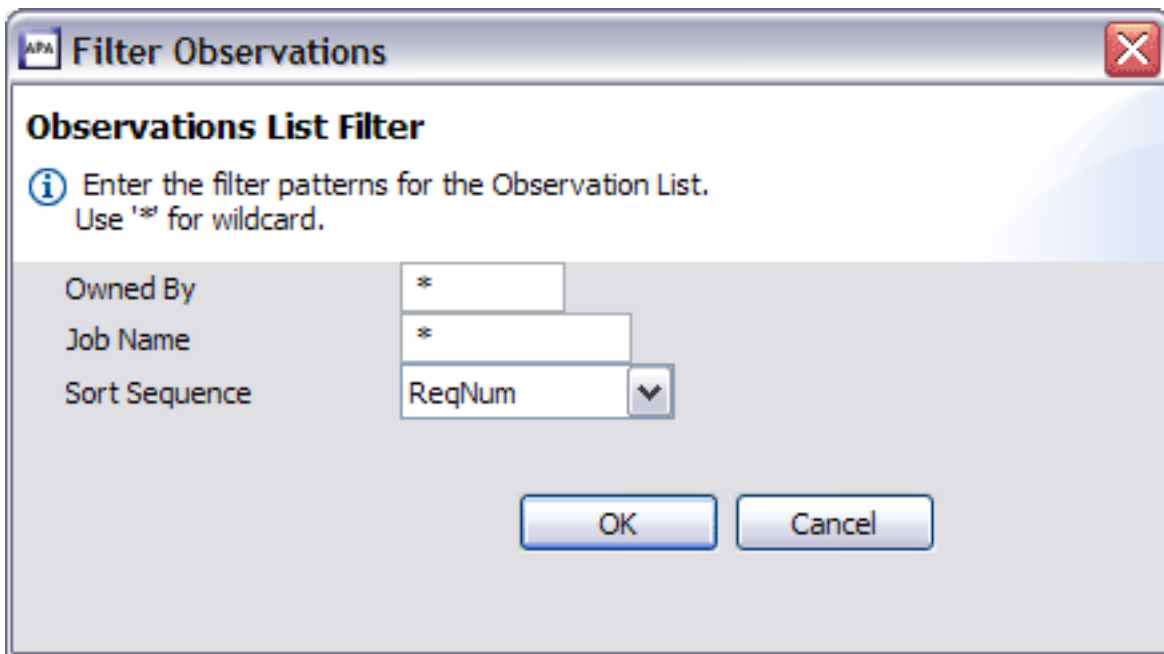 APA Filter Observations
Observations List Filter
Enter the filter patterns for the Observation List.
Use '*' for wildcard.
Owned By *
Job Name *
Sort Sequence ReqNum
OK Cancel